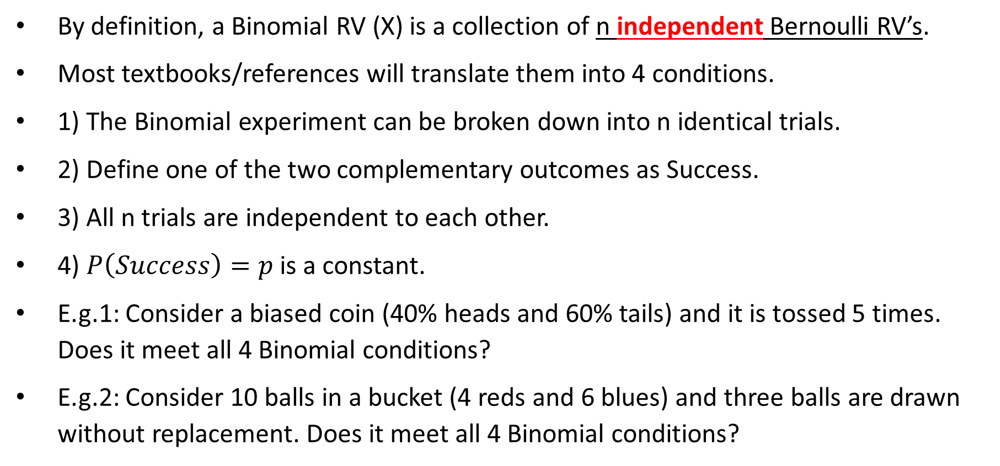 • By definition, a Binomial RV (X) is a collection of n independent Bernoulli RV’s.
• Most textbooks/references will translate them into 4 conditions.
• 1) The Binomial experiment can be broken down into n identical trials.
• 2) Define one of the two complementary outcomes as Success.
• 3) All n trials are independent to each other.
• 4) P(Success) = p is a constant.
• E.g.1: Consider a biased coin (40% heads and 60% tails) and it is tossed 5 times.
Does it meet all 4 Binomial conditions?
• E.g.2: Consider 10 balls in a bucket (4 reds and 6 blues) and three balls are drawn
without replacement. Does it meet all 4 Binomial conditions?